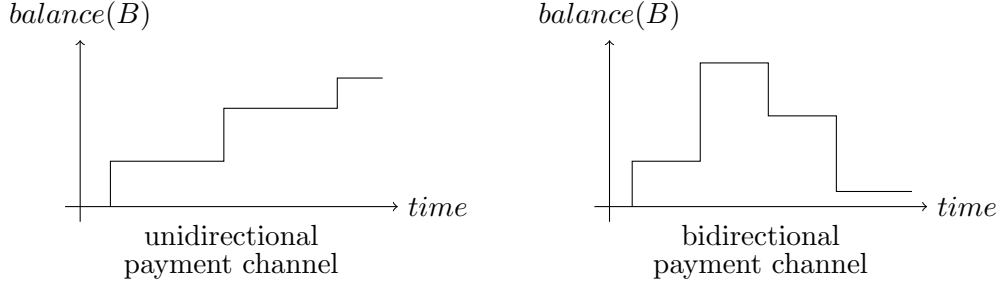 balance(B)
time
unidirectional
payment channel
balance(B)
time
bidirectional
payment channel